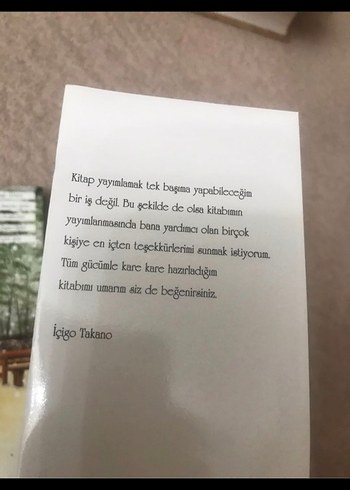 Kitap yayımlamak tek başıma yapabileceğim
bir iş değil. Bu şekilde de olsa kitabımın
yayımlanmasında bana yardımcı olan birçok
kişiye en içten teşekkürlerimi sunmak istiyorum.
Tüm gücümle kare kare hazırladığım
kitabımı umarım siz de beğenirsiniz.
İçigo Takano